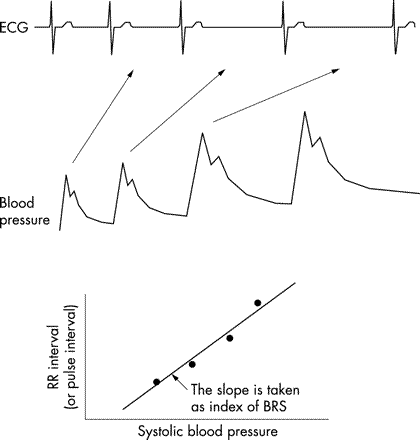 ECG
Blood
pressure
RR interval
(or pulse interval)
The slope is taken
as index of BRS
Systolic blood pressure